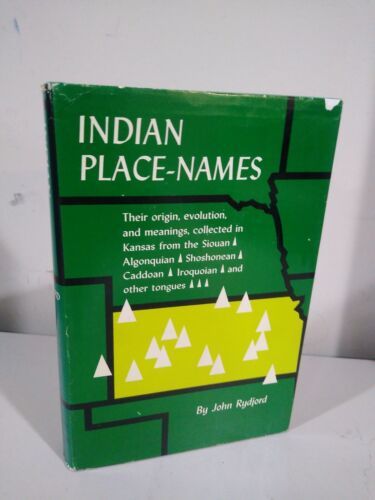 INDIAN
PLACE-NAMES
Their origin, evolution,
and meanings, collected in
Kansas from the Siouan
Algonquian Shoshonean
Caddoan Iroquoian and
other tongues
By John Rydjord